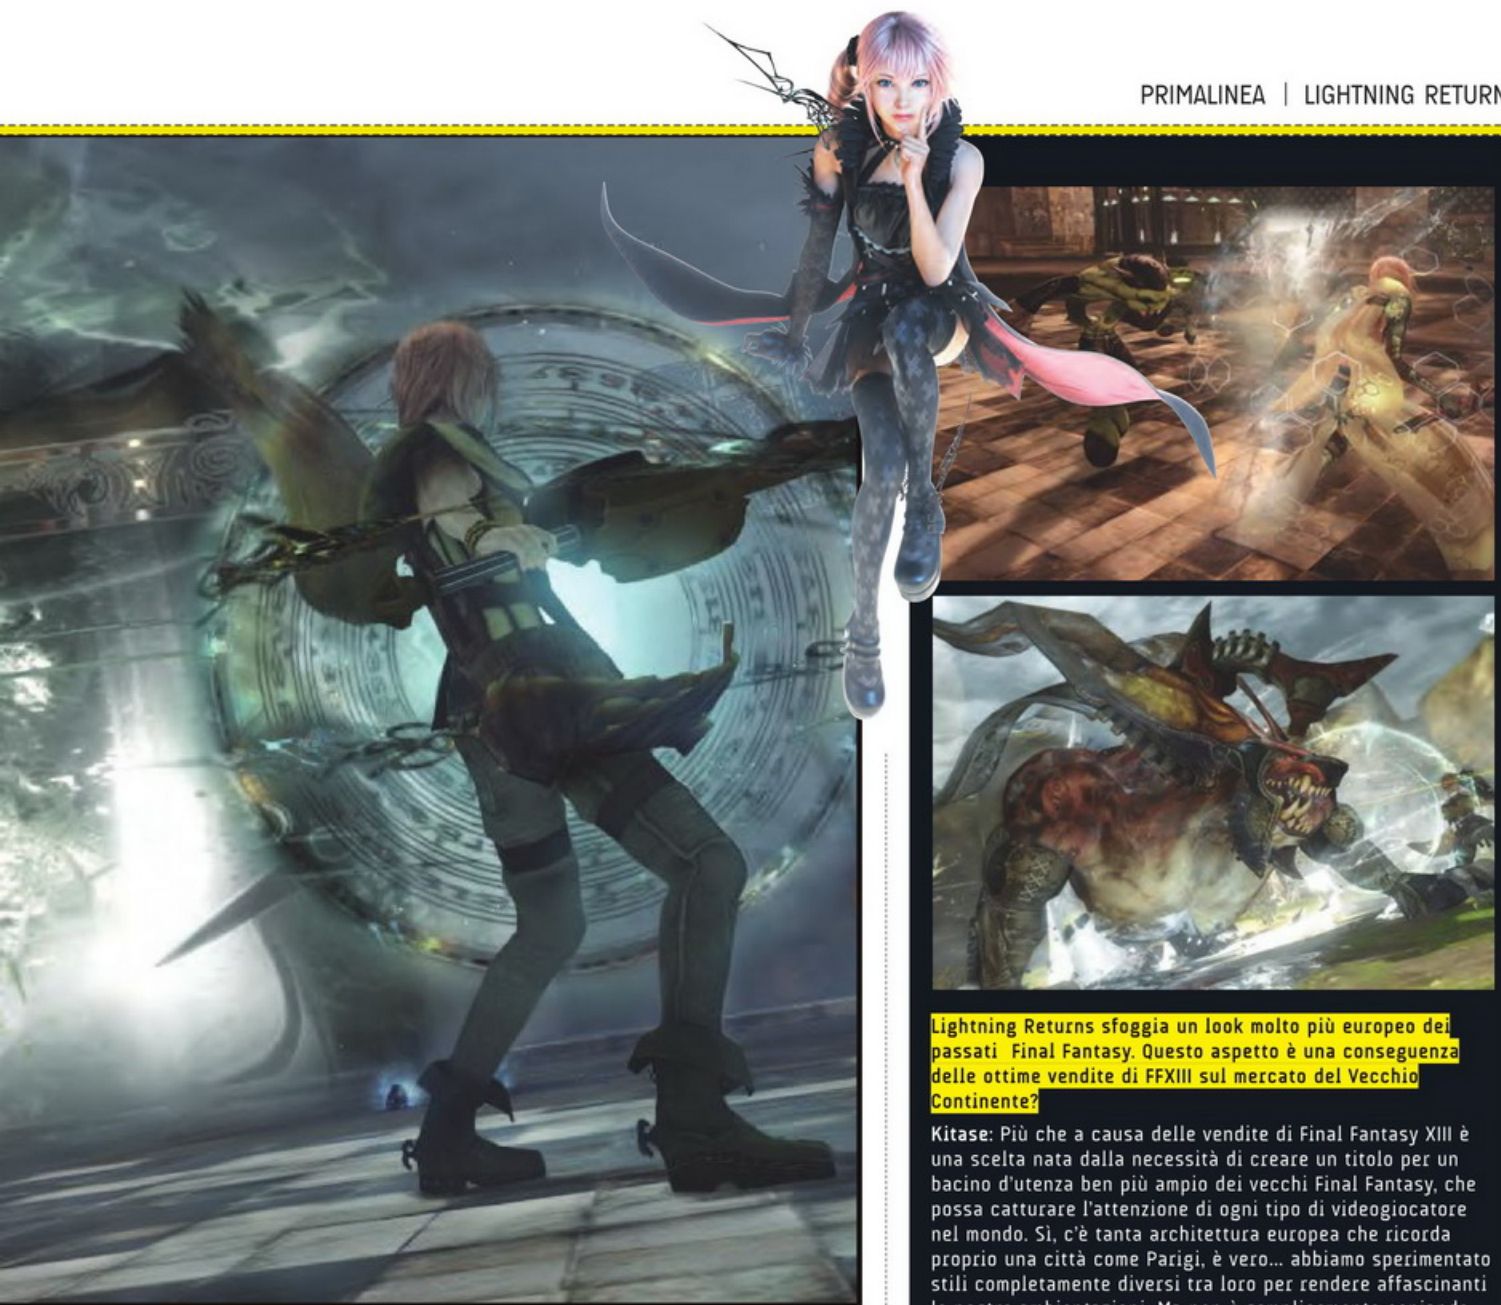 PRIMALINEA | LIGHTNING RETURN
Lightning Returns sfoggia un look molto più europeo dei
passati Final Fantasy. Questo aspetto è una conseguenza
delle ottime vendite di FFXIII sul mercato del Vecchio
Continente?
Kitase: Più che a causa delle vendite di Final Fantasy XIII è
una scelta nata dalla necessità di creare un titolo per un
bacino d'utenza ben più ampio dei vecchi Final Fantasy, che
possa catturare l'attenzione di ogni tipo di videogiocatore
nel mondo. Sì, c'è tanta architettura europea che ricorda
proprio una città come Parigi, è vero... abbiamo sperimentato
stili completamente diversi tra loro per rendere affascinanti